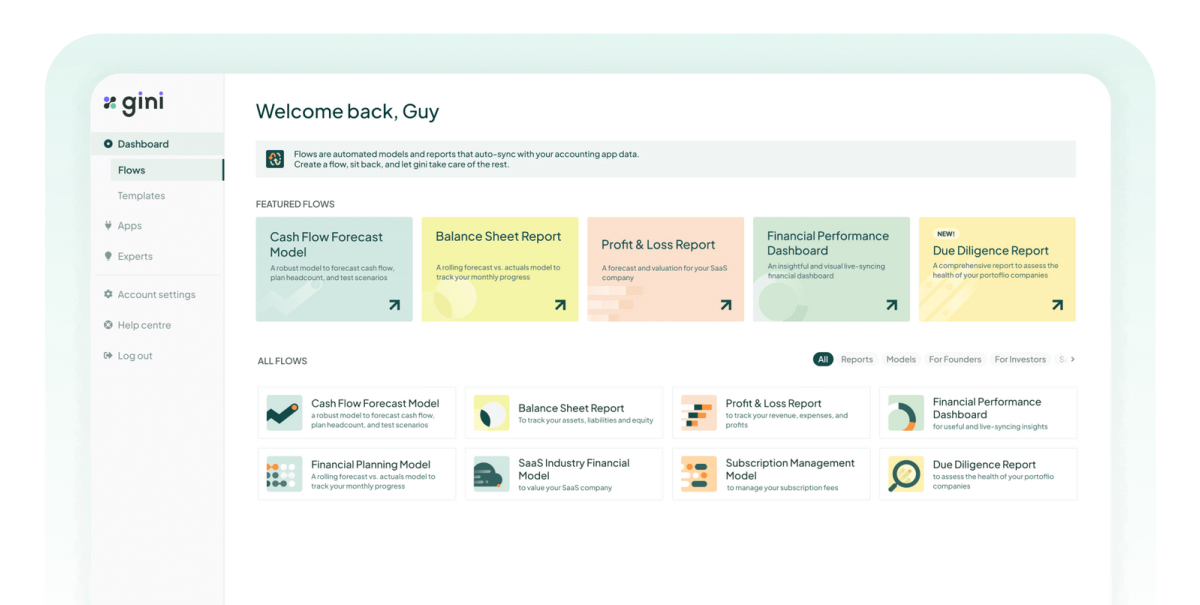 gini
Dashboard
Flows
Templates
Apps
Experts
Account settings
Help centre
Log out
Welcome back, Guy
Flows are automated models and reports that auto-sync with your accounting app data.
Create a flow, sit back, and let gini take care of the rest.
FEATURED FLOWS
Cash Flow Forecast
Model
A robust model to forecast cash flow,
plan headcount, and test scenarios
Balance Sheet Report
A rolling forecast vs. actuals model to
track your monthly progress
Profit & Loss Report
A forecast and valuation for your SaaS
company
Financial Performance
Dashboard
An insightful and visual live-syncing
financial dashboard
NEW!
Due Diligence Report
A comprehensive report to assess the
health of your portoflio companies
ALL FLOWS
All Reports Models For Founders For Investors
Cash Flow Forecast Model
a robust model to forecast cash flow,
plan headcount, and test scenarios
Balance Sheet Report
To track your assets, liabilities and equity
Profit & Loss Report
to track your revenue, expenses, and
profits
Financial Performance
Dashboard
for useful and live-syncing insights
Financial Planning Model
A rolling forecast vs. actuals model to
track your monthly progress
SaaS Industry Financial
Model
to value your SaaS company
Subscription Management
Model
to manage your subscription fees
Due Diligence Report
to assess the health of your portoflio
companies